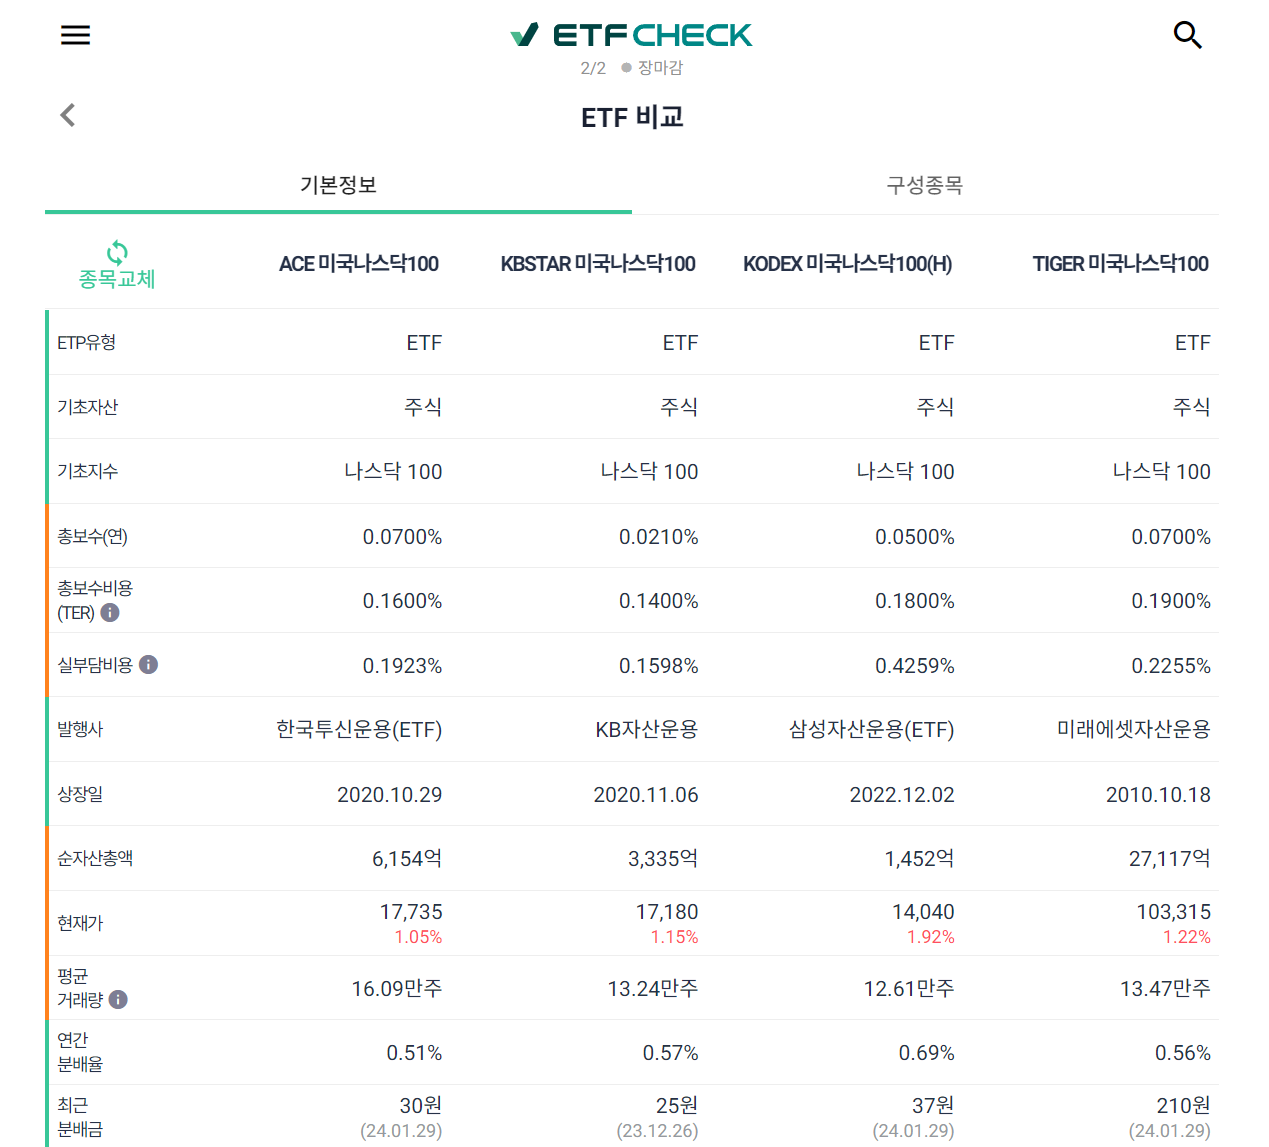 ETFCHECK
2/2 장마감
ETF 비교
기본정보 구성종목
종목교체 ACE 미국나스닥100 KBSTAR 미국나스닥100 KODEX 미국나스닥100(H) TIGER 미국나스닥100
ETP유형 ETF ETF ETF ETF
기초자산 주식 주식 주식 주식
기초지수 나스닥 100 나스닥 100 나스닥 100 나스닥 100
총보수(연) 0.0700% 0.0210% 0.0500% 0.0700%
총보수비용
(TER) 0.1600% 0.1400% 0.1800% 0.1900%
실부담비용 0.1923% 0.1598% 0.4259% 0.2255%
발행사 한국투신운용(ETF) KB자산운용 삼성자산운용(ETF) 미래에셋자산운용
상장일 2020.10.29 2020.11.06 2022.12.02 2010.10.18
순자산총액 6,154억 3,335억 1,452억 27,117억
현재가 17,735 17,180 14,040 103,315
1.05% 1.15% 1.92% 1.22%
평균
거래량 16.09만주 13.24만주 12.61만주 13.47만주
연간
분배율 0.51% 0.57% 0.69% 0.56%
최근 30원 25원 37원 210원
분배금 (24.01.29) (23.12.26) (24.01.29) (24.01.29)